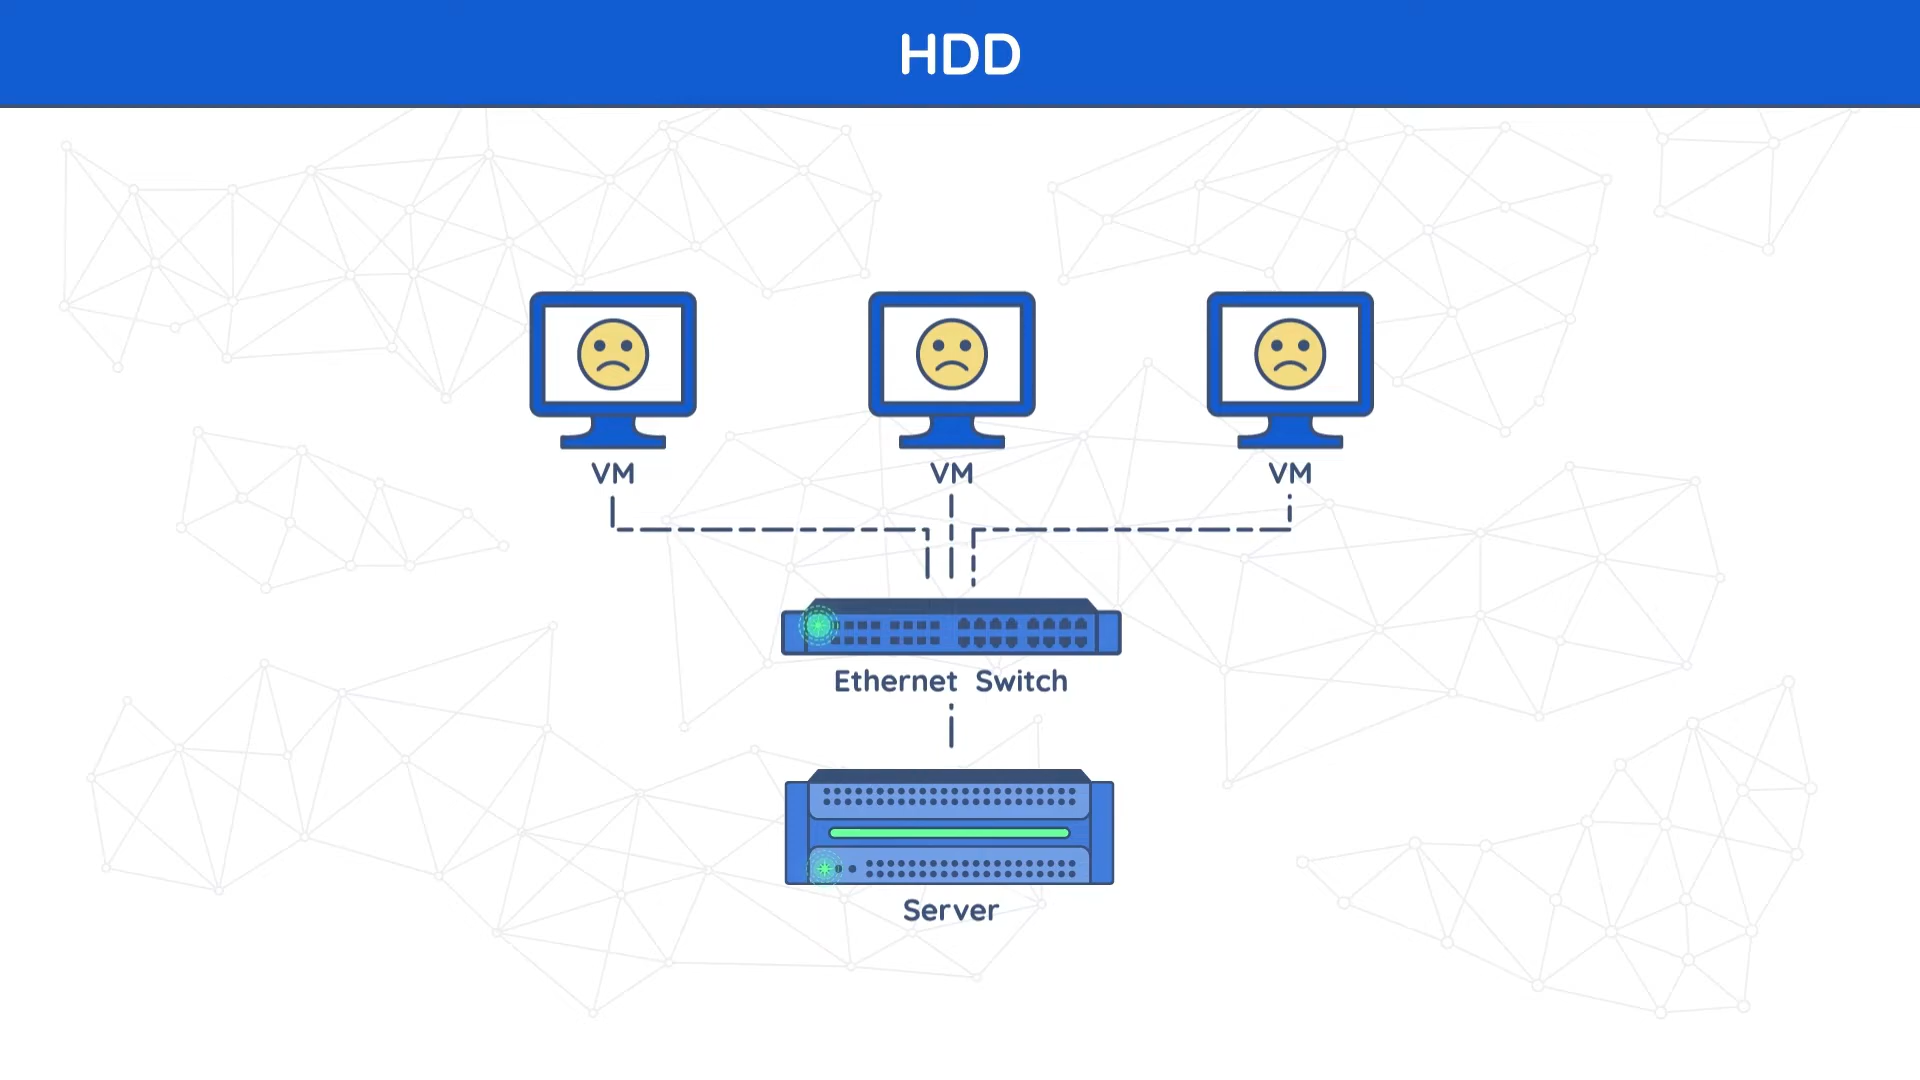 HDD
VM
VM
VM
Ethernet Switch
Server